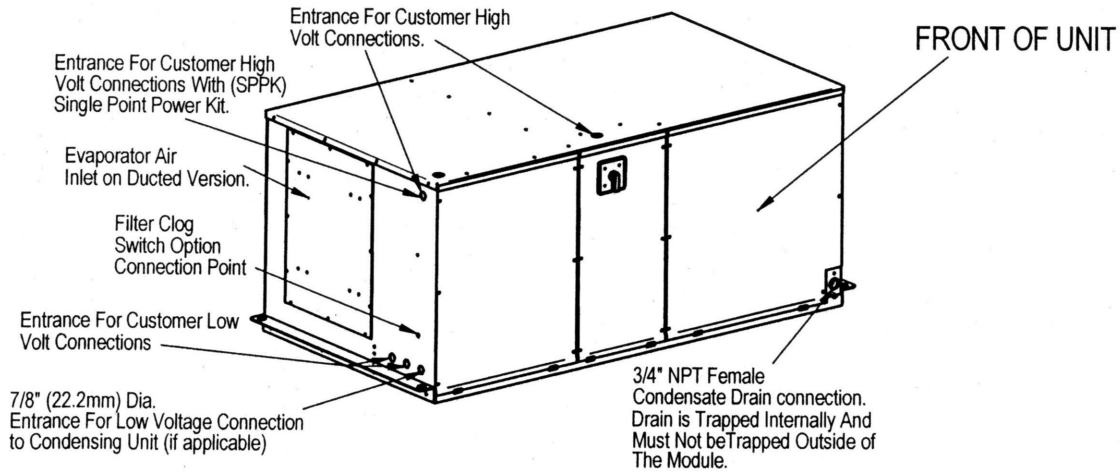 Entrance For Customer High
Volt Connections.
FRONT OF UNIT
Entrance For Customer High
Volt Connections With (SPPK)
Single Point Power Kit.
Evaporator Air
Inlet on Ducted Version.
Filter Clog
Switch Option
Connection Point
Entrance For Customer Low
Volt Connections
7/8" (22.2mm) Dia.
Entrance For Low Voltage Connection
to Condensing Unit (if applicable)
3/4" NPT Female
Condensate Drain connection.
Drain is Trapped Internally And
Must Not beTrapped Outside of
The Module.